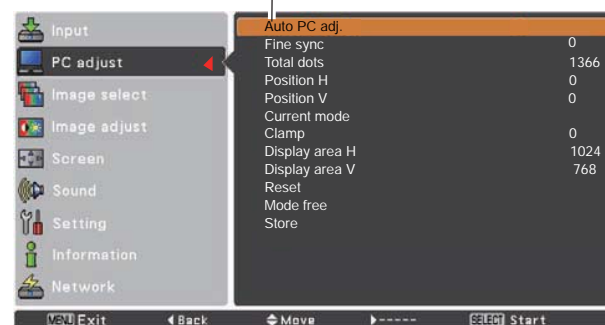 Input
PC adjust
Image select
Image adjust
Screen
Sound
Setting
Information
Network
Auto PC adj.
Fine sync 0
Total dots 1366
Position H 0
Position V 0
Current mode
Clamp 0
Display area H 1024
Display area V 768
Reset
Mode free
Store
MENU Exit ◀Back Move ▶----- SELECT Start